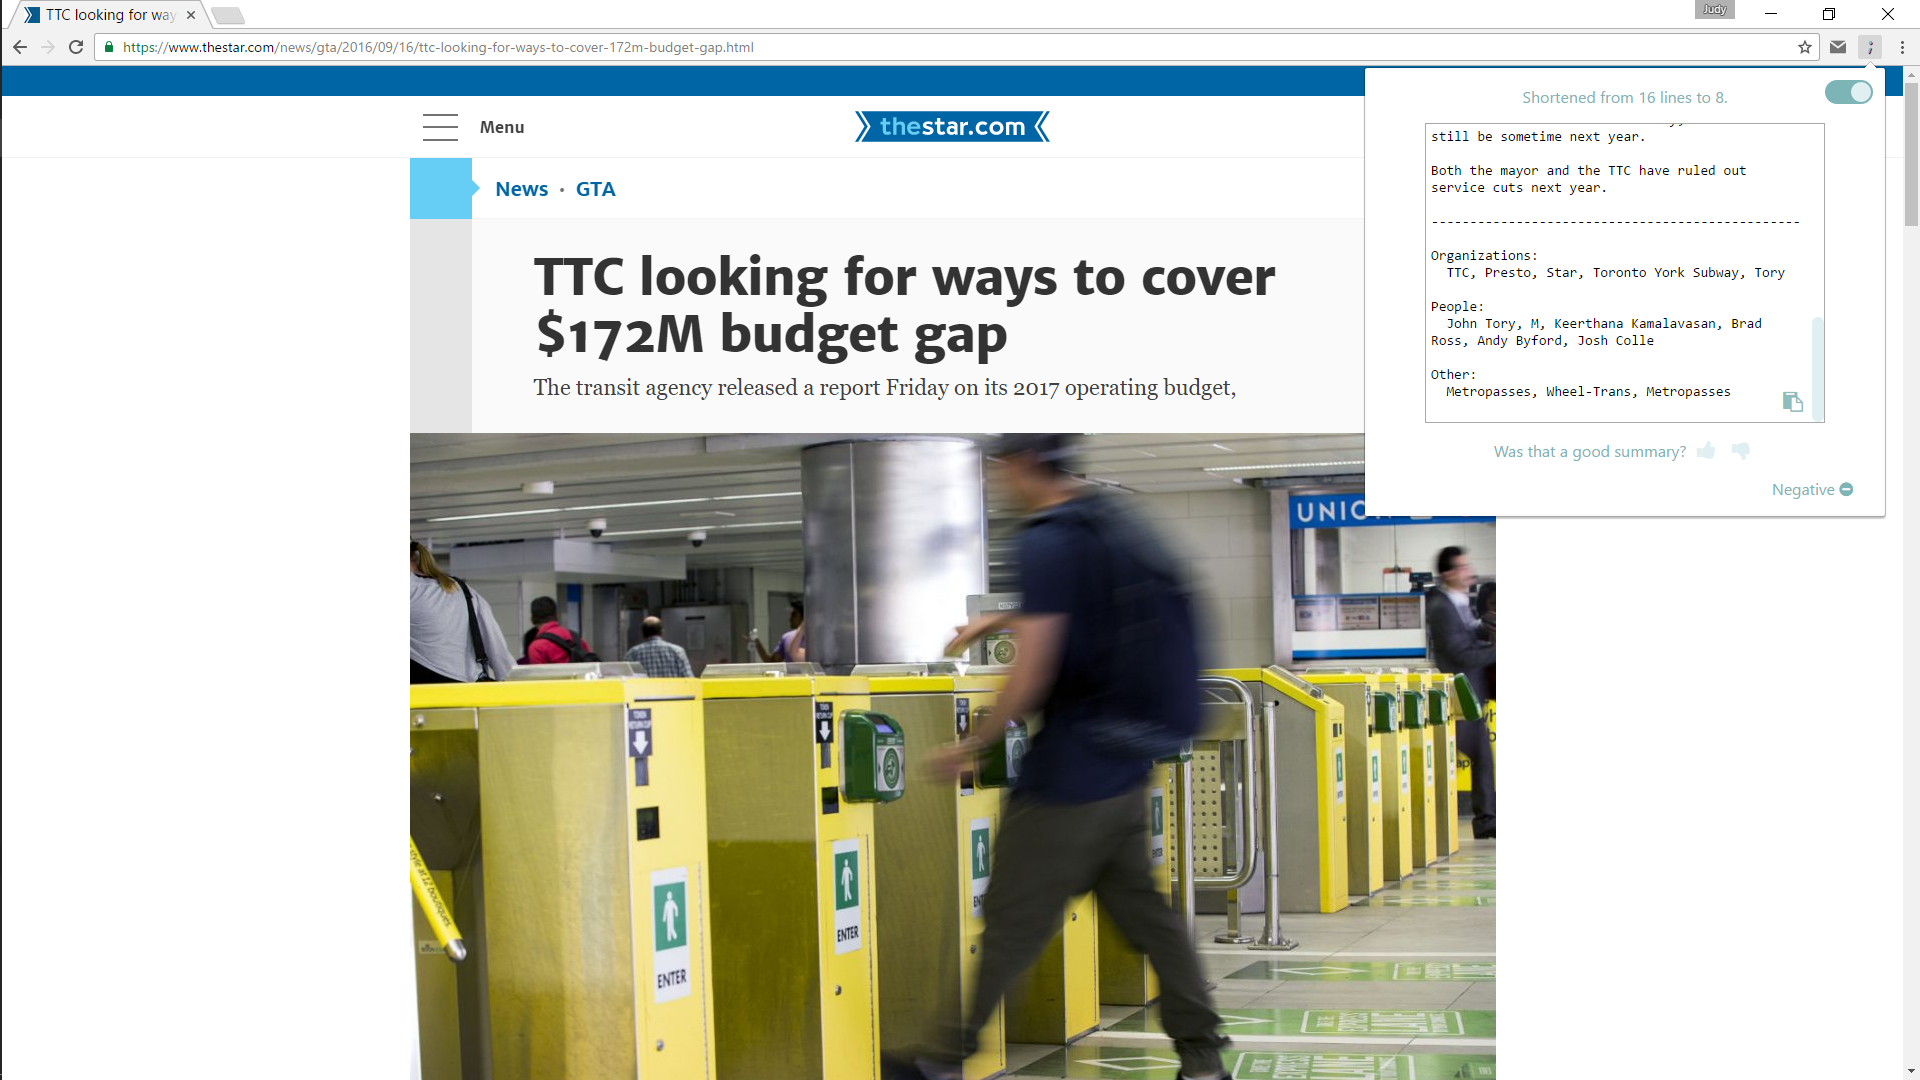 TTC looking for way
Judy
https://www.thestar.com/news/gta/2016/09/16/ttc-looking-for-ways-to-cover-172m-budget-gap.html
Menu
thestar.com
News • GTA
TTC looking for ways to cover
$172M budget gap
The transit agency released a report Friday on its 2017 operating budget,
Shortened from 16 lines to 8.
still be sometime next year.
Both the mayor and the TTC have ruled out
service cuts next year.
------------------------------------------------
Organizations:
TTC, Presto, Star, Toronto York Subway, Tory
People:
John Tory, M, Keerthana Kamalavasan, Brad
Ross, Andy Byford, Josh Colle
Other:
Metropasses, Wheel-Trans, Metropasses
Was that a good summary?
Negative
UNIO
ENTER
ENTER